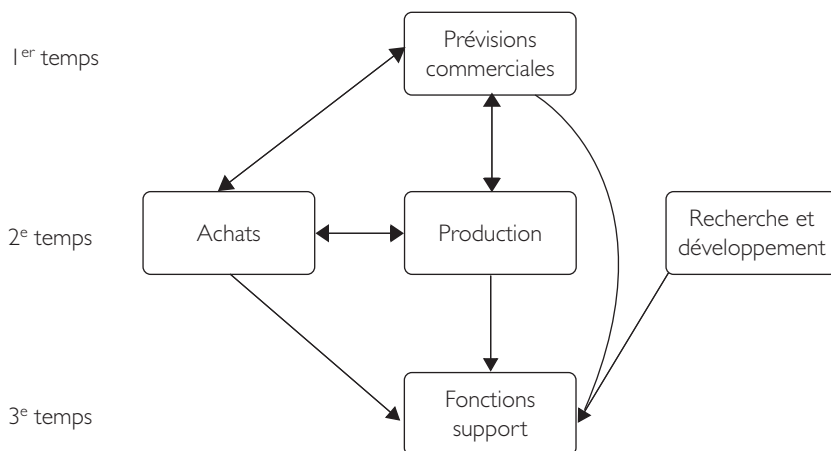 1er temps
Prévisions
commerciales
2e temps
Achats
Production
Recherche et
développement
3e temps
Fonctions
support